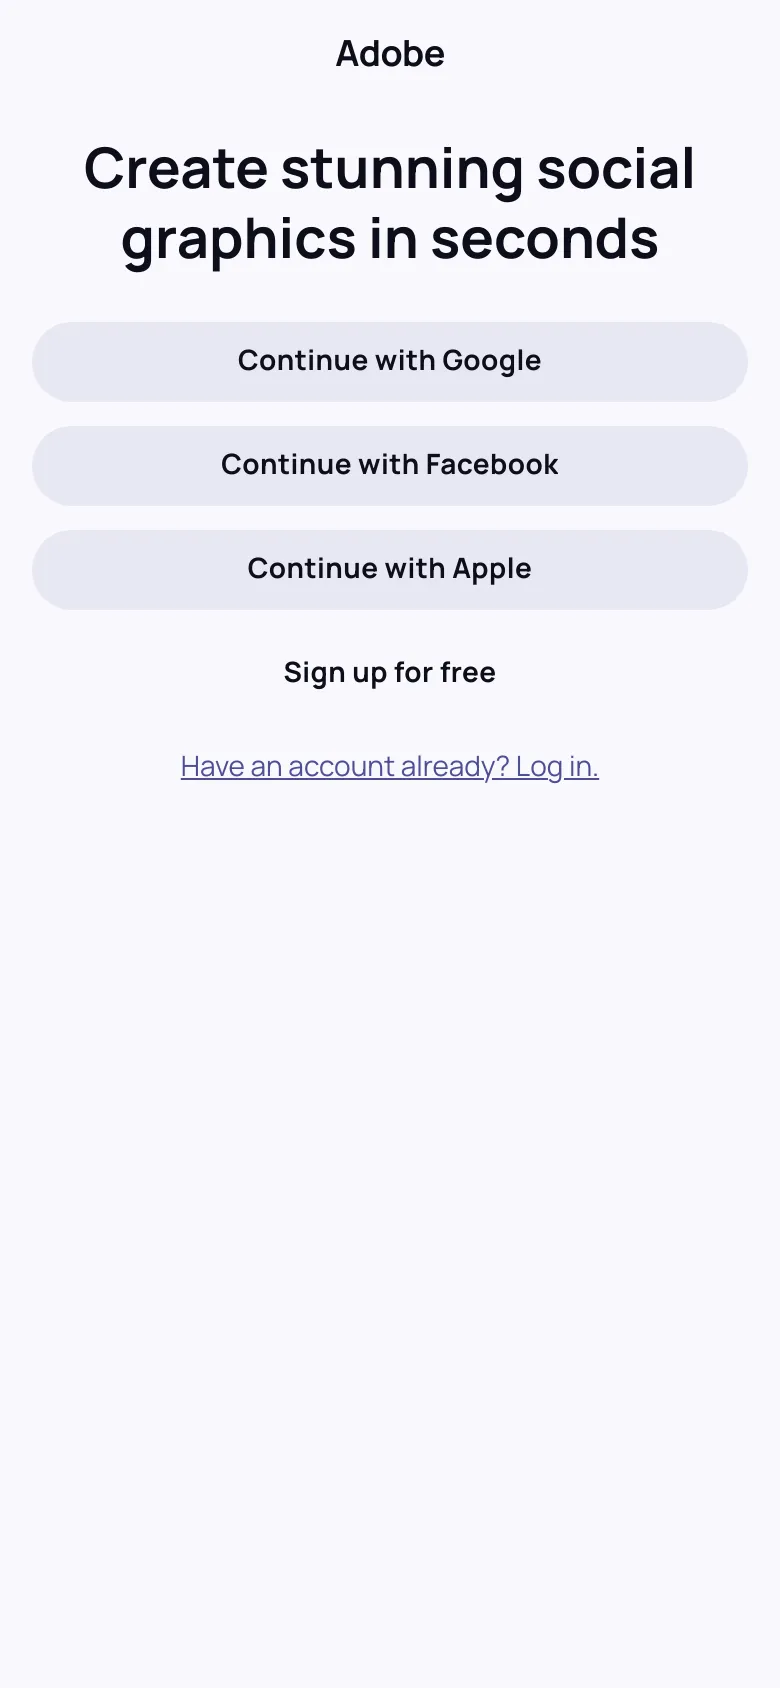 Adobe
Create stunning social
graphics in seconds
Continue with Google
Continue with Facebook
Continue with Apple
Sign up for free
Have an account already? Log in.